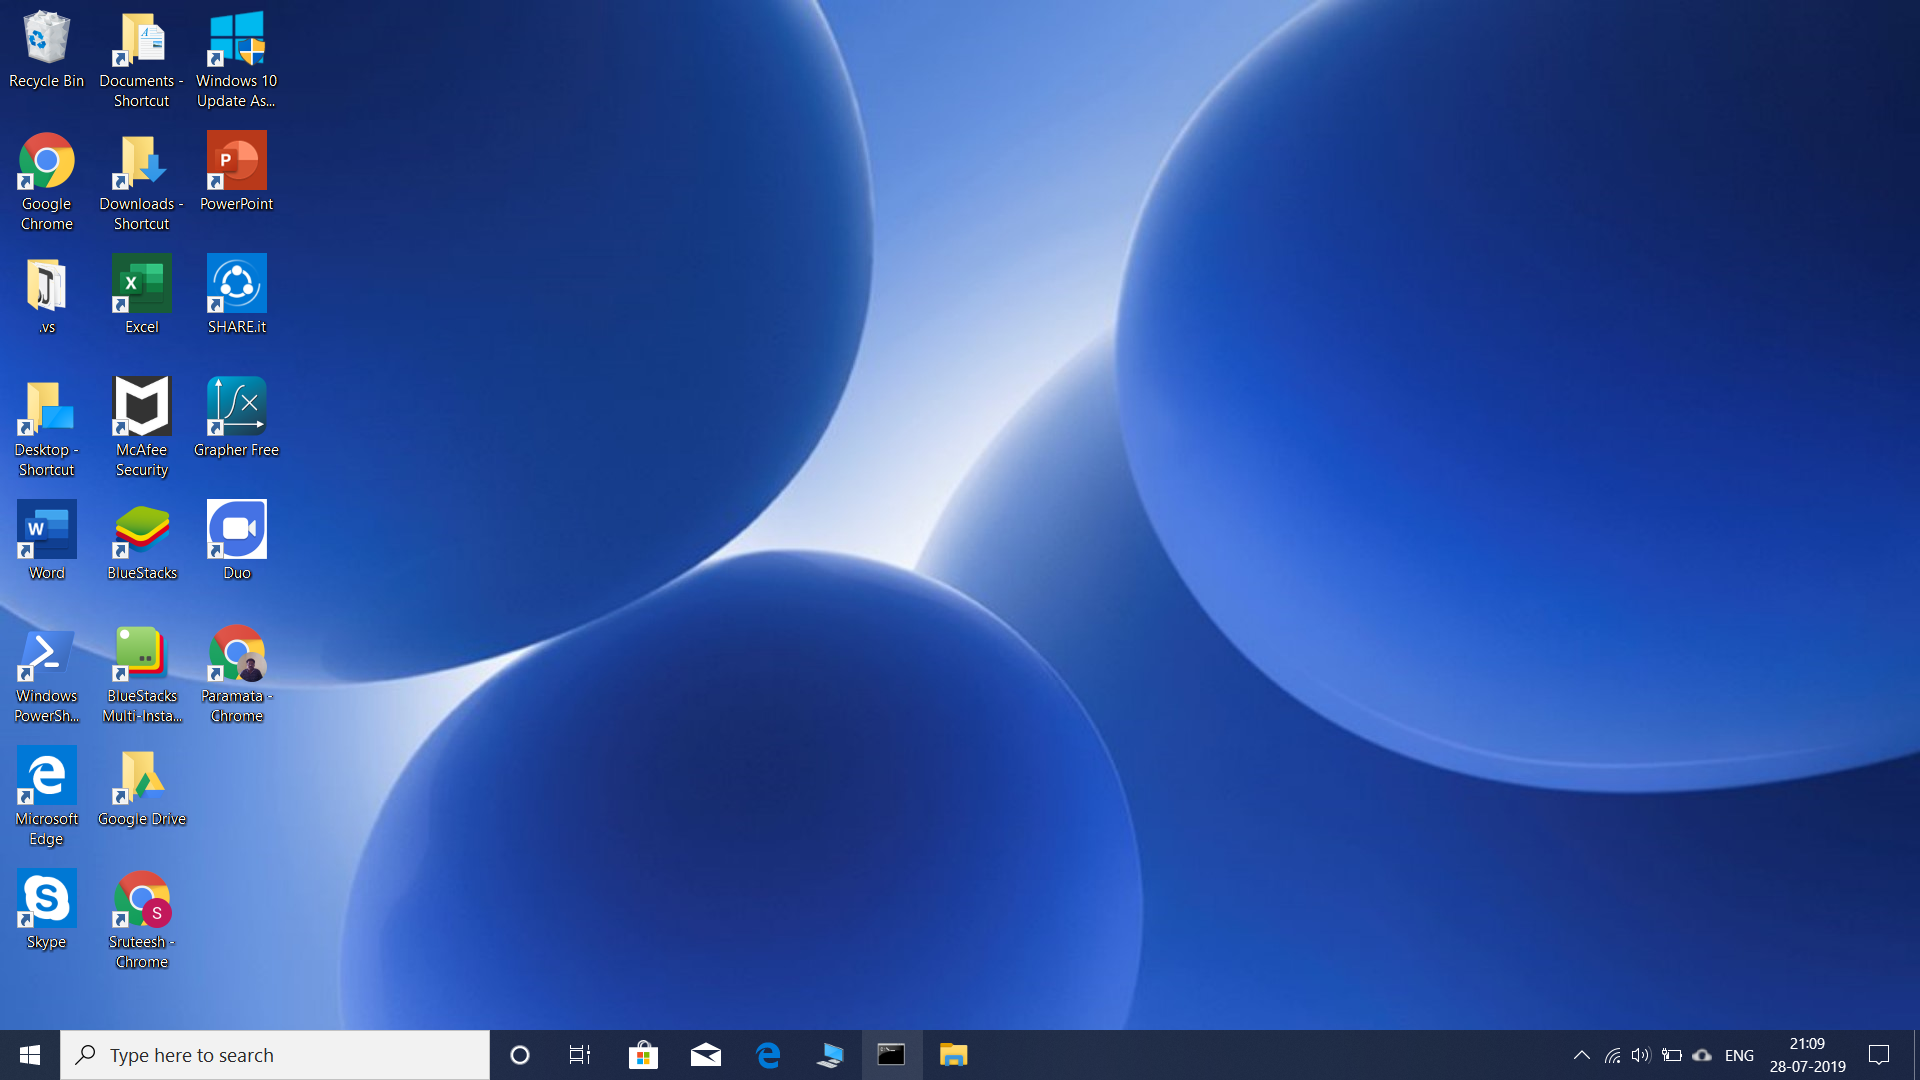 Recycle Bin
Documents -
Shortcut
Windows 10
Update As...
Google
Chrome
Downloads -
Shortcut
P
PowerPoint
.vs
X
Excel
SHARE.it
Desktop -
Shortcut
McAfee
Security
Grapher Free
W
Word
BlueStacks
Duo
Windows
PowerSh...
BlueStacks
Multi-Insta...
Paramata -
Chrome
Microsoft
Edge
Google Drive
S
Skype
S
Sruteesh -
Chrome
Type here to search
ENG
21:09
28-07-2019